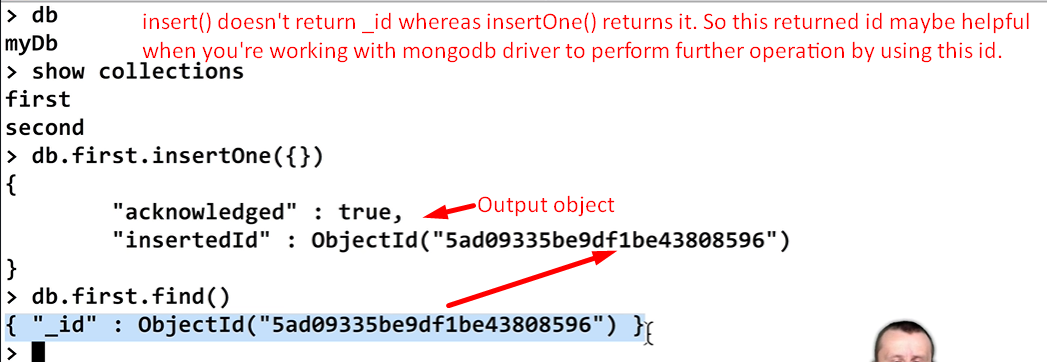 > db
insert() doesn't return _id whereas insertOne() returns it. So this returned id maybe helpful
myDb
when you're working with mongodb driver to perform further operation by using this id.
> show collections
first
second
> db.first.insertOne({})
{
"acknowledged" : true,
Output object
"insertedId" : ObjectId("5ad09335be9df1be43808596")
}
> db.first.find()
{ "_id" : ObjectId("5ad09335be9df1be43808596") }
>